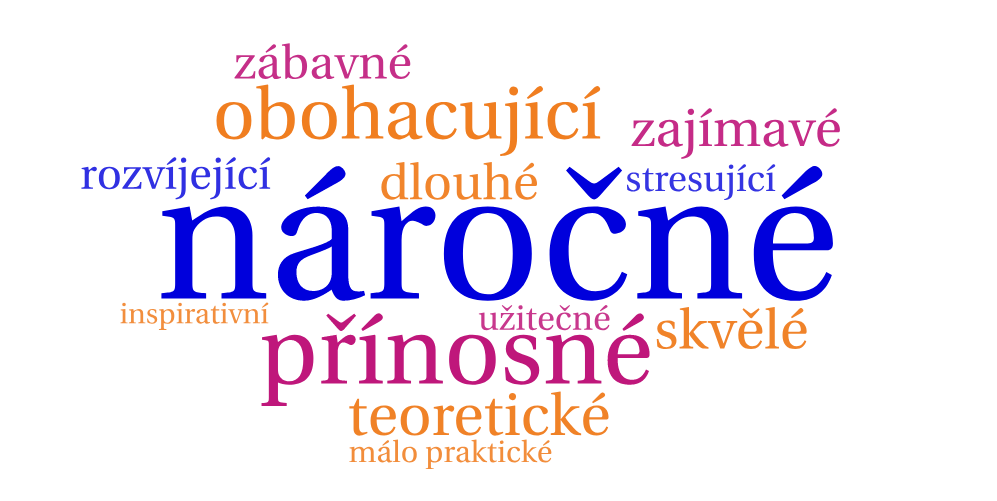 zábavné
obohacující
zajímavé
rozvíjející
dlouhé
stresující
náročné
inspirativní
užitečné
skvělé
přínosné
teoretické
málo praktické